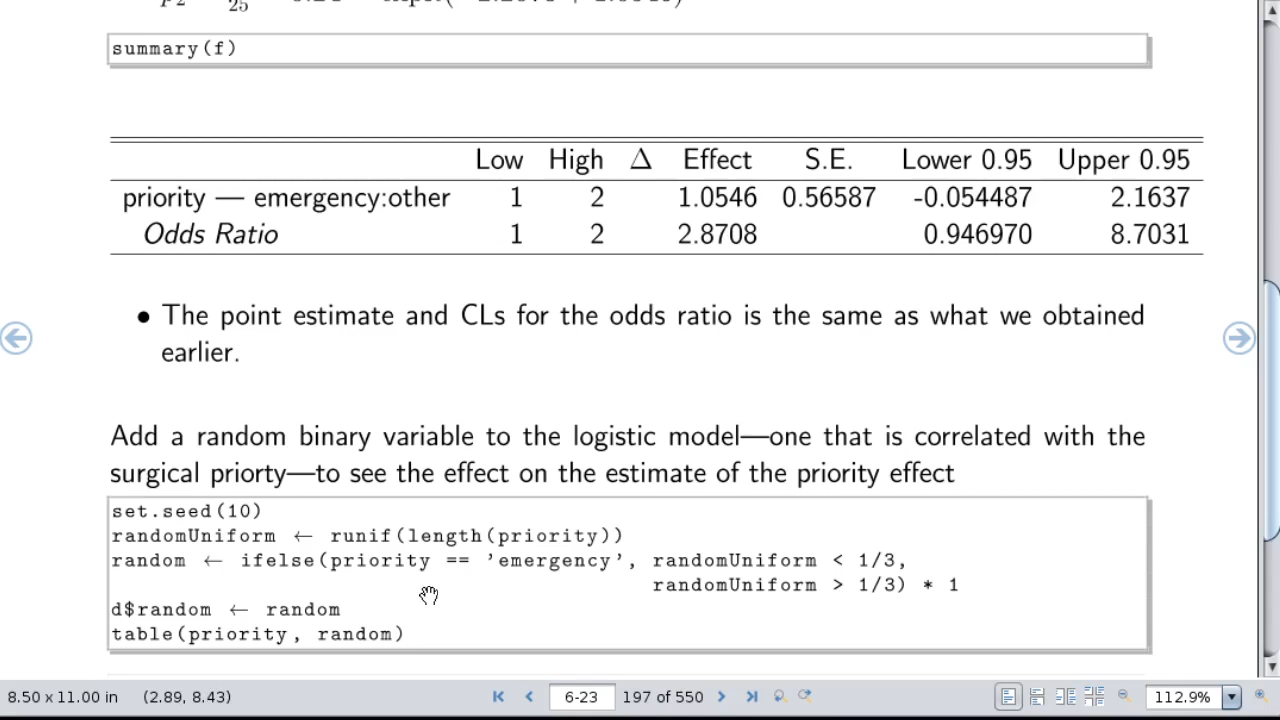 summary(f)
Low High Δ Effect S.E. Lower 0.95 Upper 0.95
priority — emergency:other 1 2 1.0546 0.56587 -0.054487 2.1637
Odds Ratio 1 2 2.8708 0.946970 8.7031
• The point estimate and CLs for the odds ratio is the same as what we obtained
earlier.
Add a random binary variable to the logistic model—one that is correlated with the
surgical priorty—to see the effect on the estimate of the priority effect
set.seed(10)
randomUniform ← runif(length(priority))
random ← ifelse(priority == 'emergency', randomUniform < 1/3,
randomUniform > 1/3) * 1
d$random ← random
table(priority, random)
8.50 x 11.00 in (2.89, 8.43) 6-23 197 of 550 112.9%